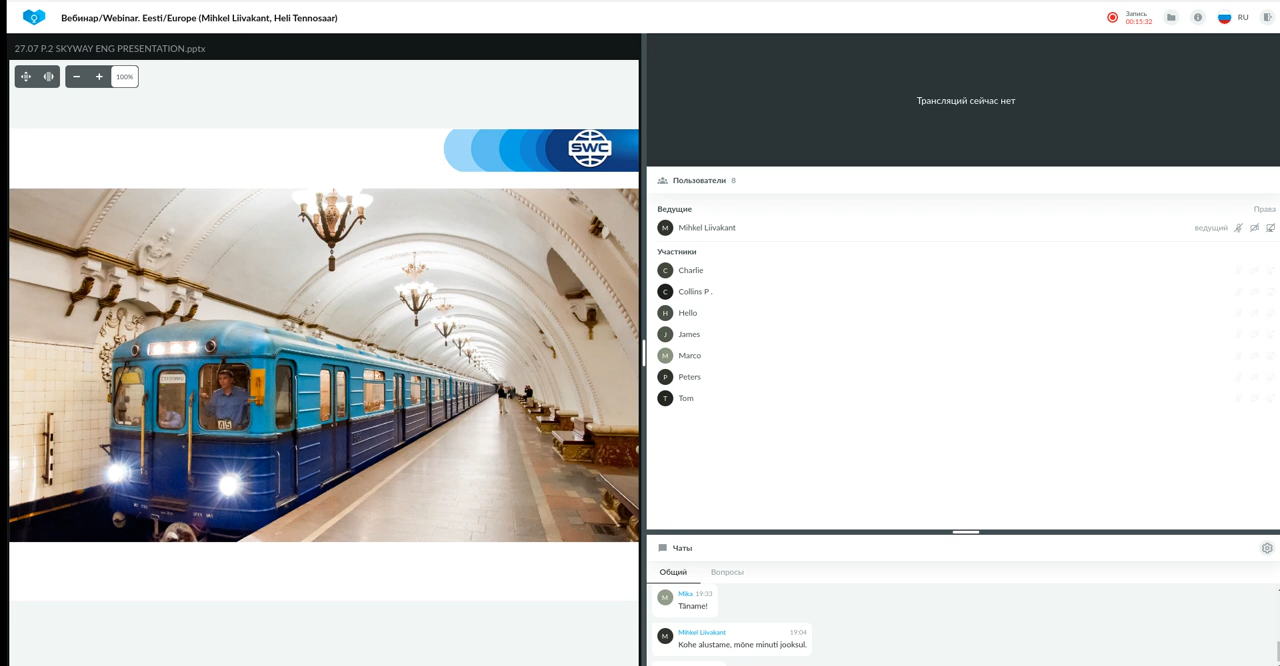 Вебинар/Webinar. Eesti/Europe (Mihkel Liivakant, Heli Tennosaar)
Запись
00:15:32
RU
27.07 P.2 SKYWAY ENG PRESENTATION.pptx
100%
SWC
Трансляций сейчас нет
Пользователи 8
Ведущие Права
M Mihkel Liivakant ведущий
Участники
C Charlie
C Collins P .
H Hello
J James
M Marco
P Peters
T Tom
Чаты
Общий Вопросы
M Mika 19:33
Täname!
M Mihkel Liivakant 19:04
Kohe alustame, mõne minuti jooksul.